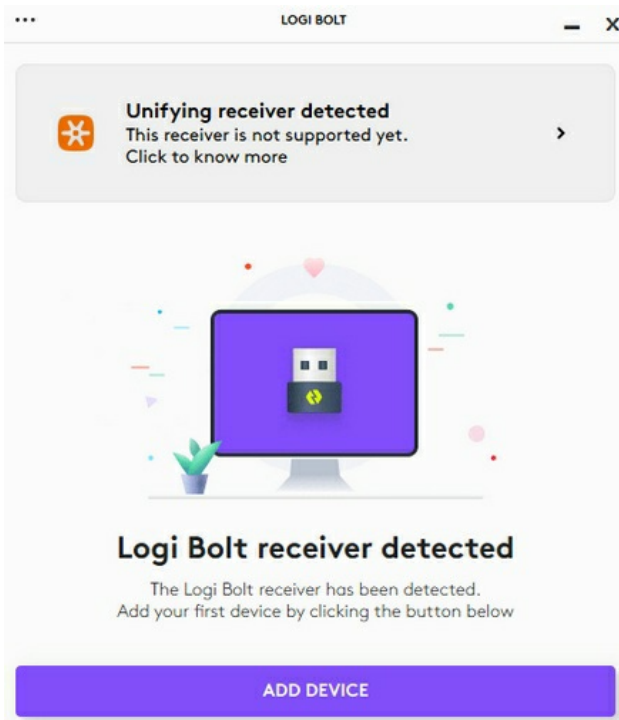 LOGI BOLT
Unifying receiver detected
This receiver is not supported yet.
Click to know more
Logi Bolt receiver detected
The Logi Bolt receiver has been detected.
Add your first device by clicking the button below
ADD DEVICE